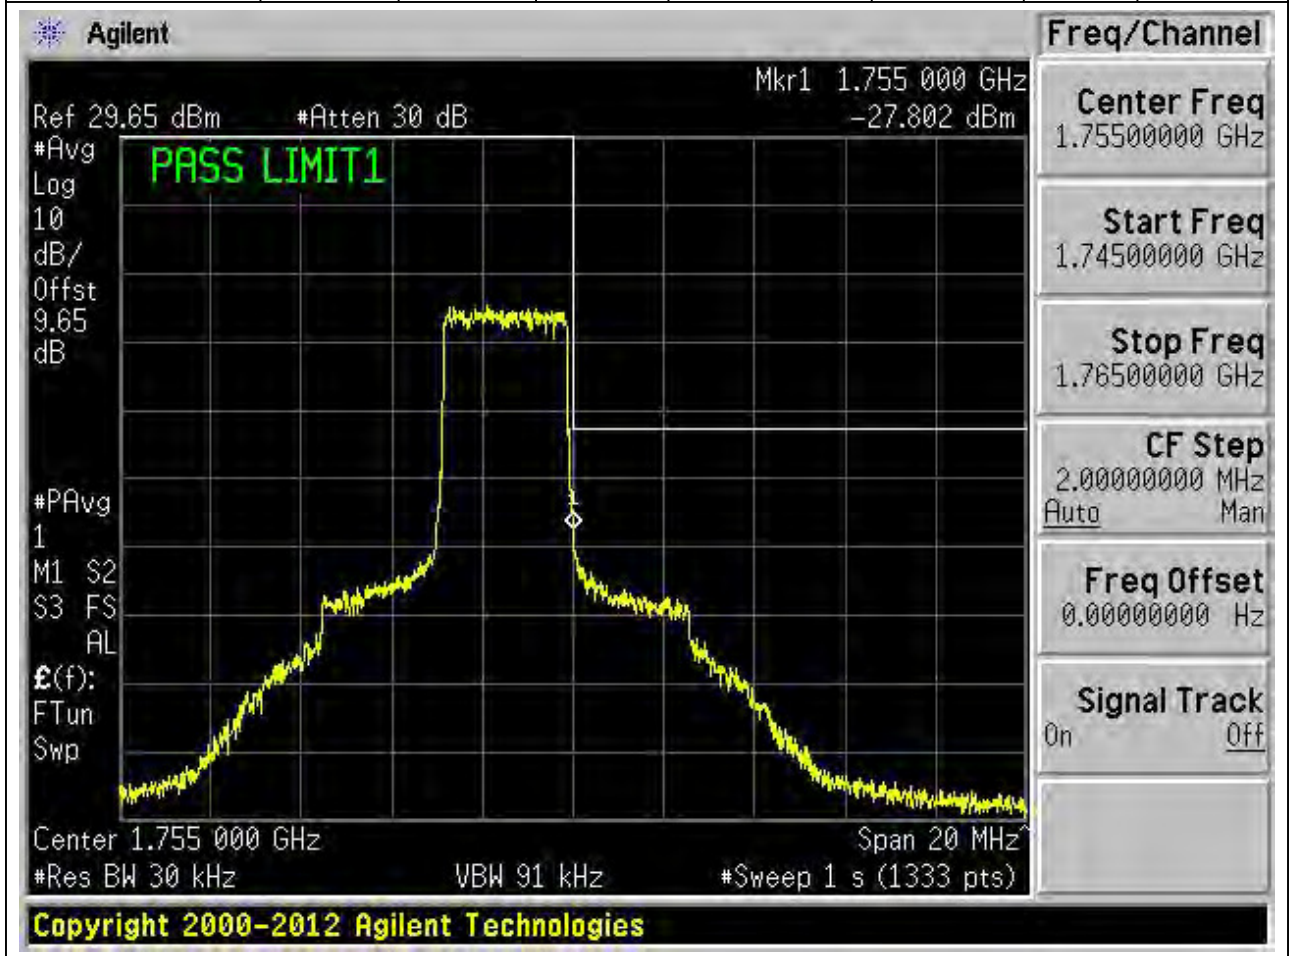 Agilent
Freq/Channel
Mkr1 1.755 000 GHz
Ref 29.65 dBm #Atten 30 dB -27.802 dBm
#Avg
Log
10
dB/
Offst
9.65
dB
PASS LIMIT1
#PAvg
1
M1 S2
S3 FS
AL
£(f):
FTun
Swp
1
Center 1.755 000 GHz Span 20 MHz^
#Res BW 30 kHz VBW 91 kHz #Sweep 1 s (1333 pts)
Copyright 2000-2012 Agilent Technologies
Center Freq
1.75500000 GHz
Start Freq
1.74500000 GHz
Stop Freq
1.76500000 GHz
CF Step
2.00000000 MHz
Auto Man
Freq Offset
0.00000000 Hz
Signal Track
On Off